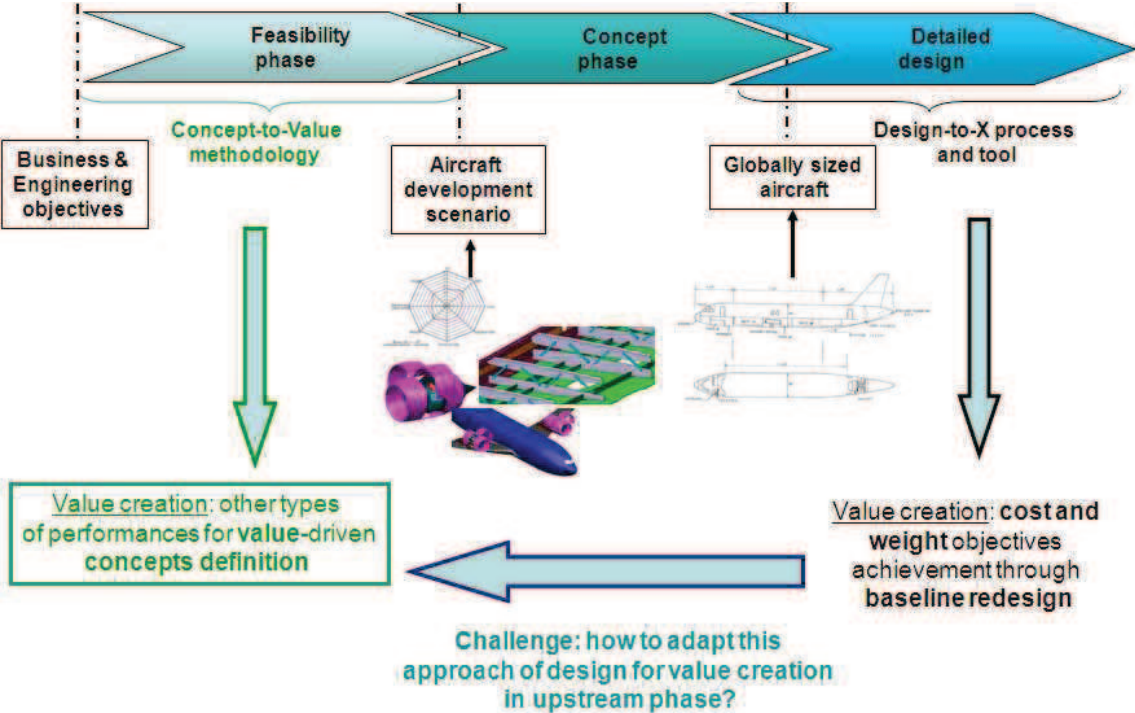 Feasibility
phase
Concept
phase
Detailed
design
Concept-to-Value
methodology
Design-to-X process
and tool
Business &
Engineering
objectives
Aircraft
development
scenario
Globally sized
aircraft
Value creation: other types
of performances for value-driven
concepts definition
Value creation: cost and
weight objectives
achievement through
baseline redesign
Challenge: how to adapt this
approach of design for value creation
in upstream phase?